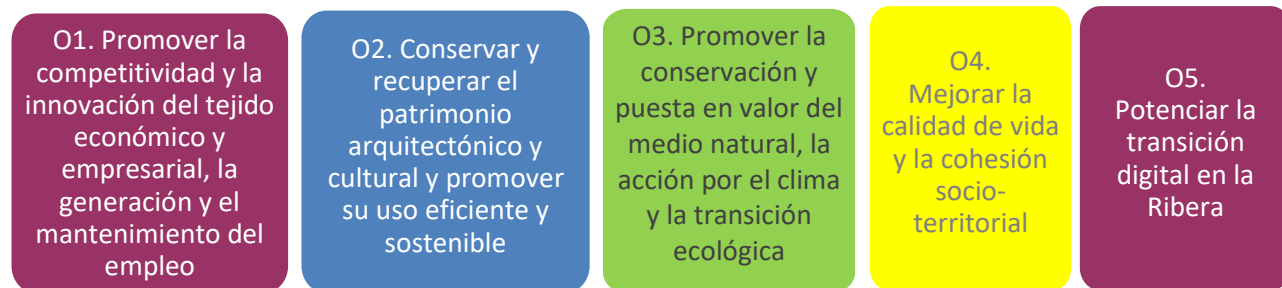 O1. Promover la
competitividad y la
innovación del tejido
económico y
empresarial, la
generación y el
mantenimiento del
empleo
O2. Conservar y
recuperar el
patrimonio
arquitectónico y
cultural y promover
su uso eficiente y
sostenible
O3. Promover la
conservación y
puesta en valor del
medio natural, la
acción por el clima
y la transición
ecológica
O4.
Mejorar la
calidad de vida
y la cohesión
socio-
territorial
O5.
Potenciar la
transición
digital en la
Ribera